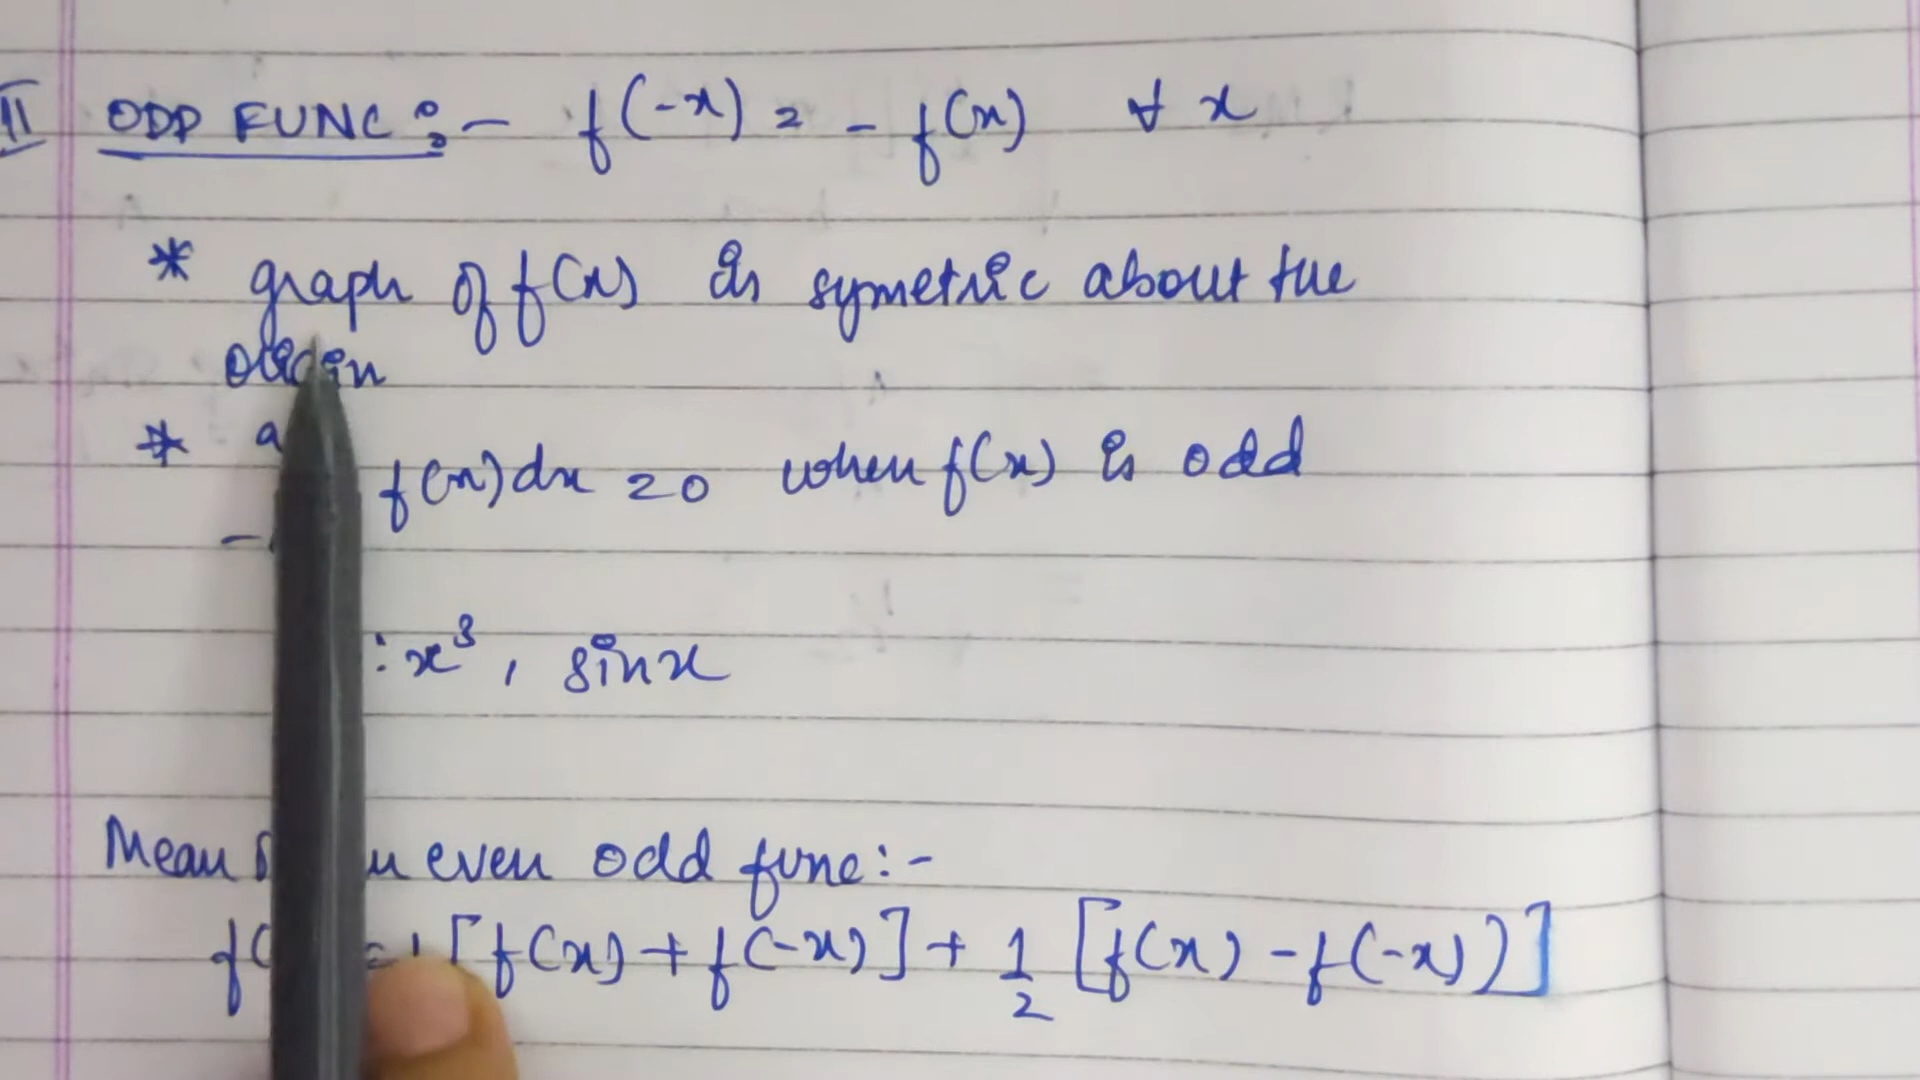 II ODD FUNC :- f(-x) = - f(x) ∀ x
* graph of f(x) is symetric about the
origin
* a
f(x)dx = 0 when f(x) is odd
-
: x³, sinx
Mean even odd func:-
f( = [f(x) + f(-x)] + 1/2 [f(x) - f(-x)]